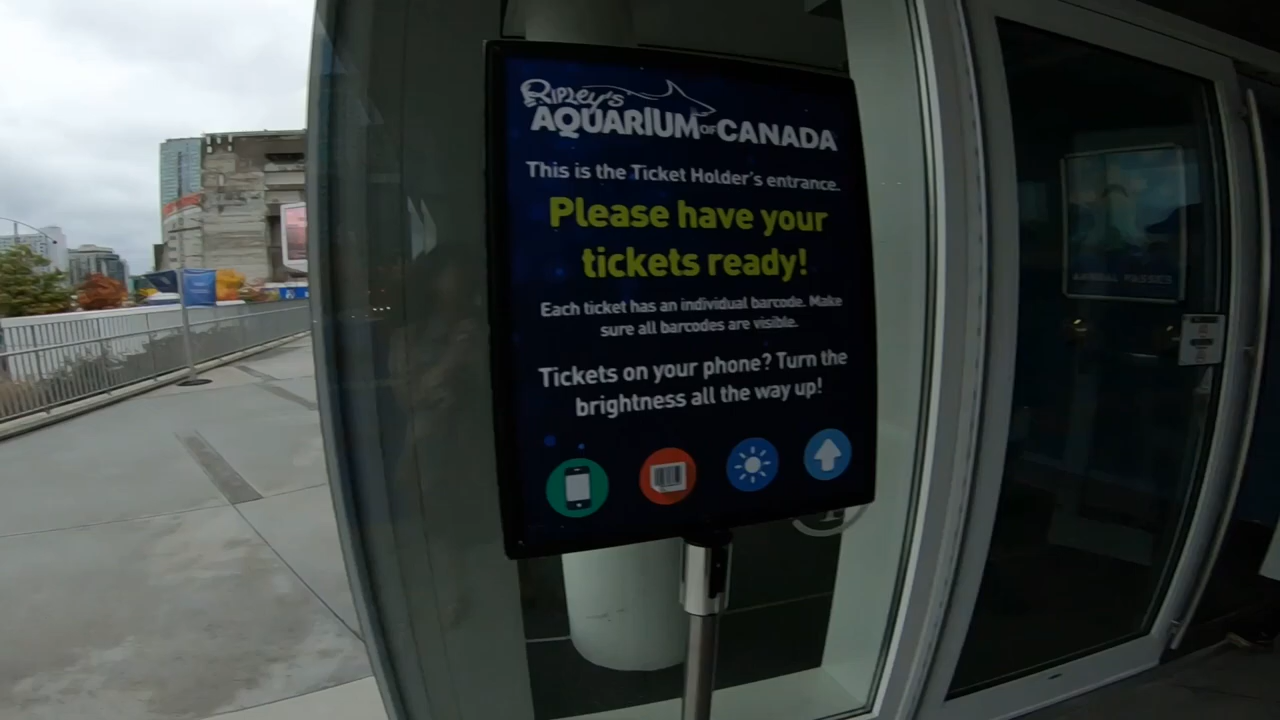 RIPLEY'S
AQUARIUM OF CANADA
This is the Ticket Holder's entrance.
Please have your
tickets ready!
Each ticket has an individual barcode. Make
sure all barcodes are visible.
Tickets on your phone? Turn the
brightness all the way up!